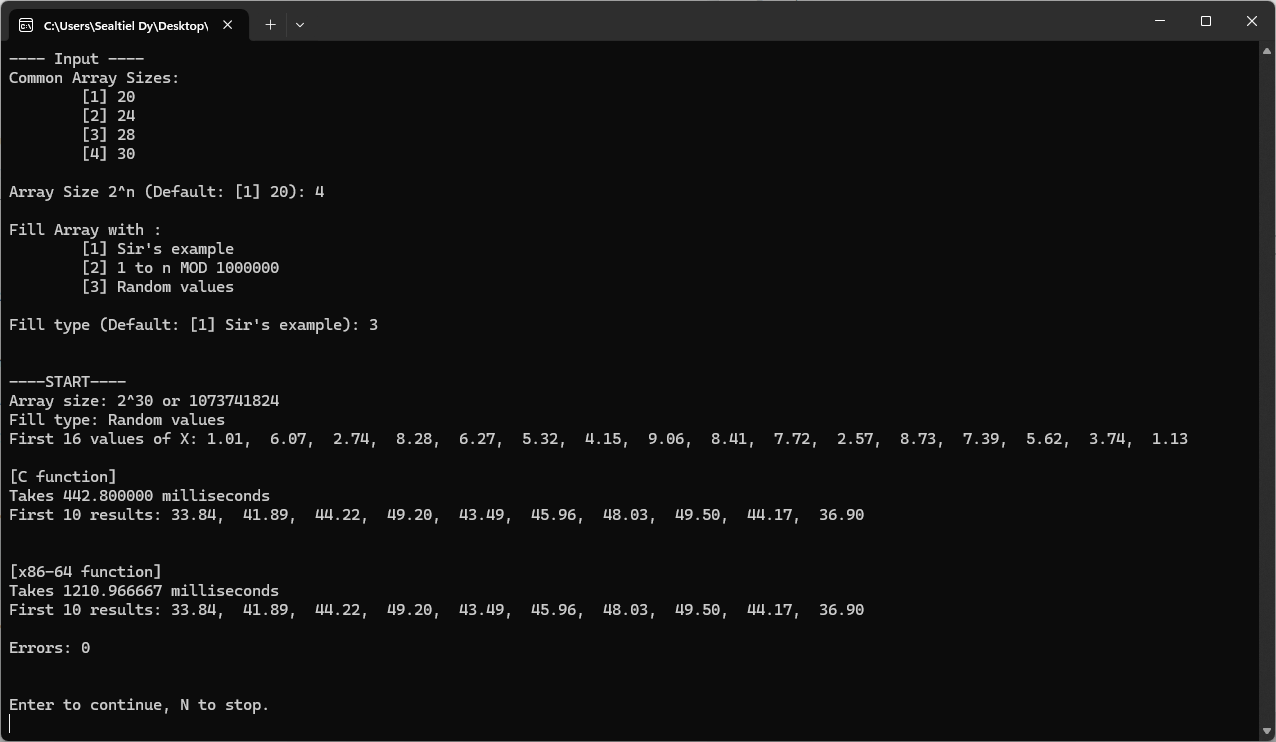 C:\Users\Sealtiel Dy\Desktop\
---- Input ----
Common Array Sizes:
[1] 20
[2] 24
[3] 28
[4] 30
Array Size 2^n (Default: [1] 20): 4
Fill Array with :
[1] Sir's example
[2] 1 to n MOD 1000000
[3] Random values
Fill type (Default: [1] Sir's example): 3
----START----
Array size: 2^30 or 1073741824
Fill type: Random values
First 16 values of X: 1.01,  6.07,  2.74,  8.28,  6.27,  5.32,  4.15,  9.06,  8.41,  7.72,  2.57,  8.73,  7.39,  5.62,  3.74,  1.13
[C function]
Takes 442.800000 milliseconds
First 10 results: 33.84,  41.89,  44.22,  49.20,  43.49,  45.96,  48.03,  49.50,  44.17,  36.90
[x86-64 function]
Takes 1210.966667 milliseconds
First 10 results: 33.84,  41.89,  44.22,  49.20,  43.49,  45.96,  48.03,  49.50,  44.17,  36.90
Errors: 0
Enter to continue, N to stop.